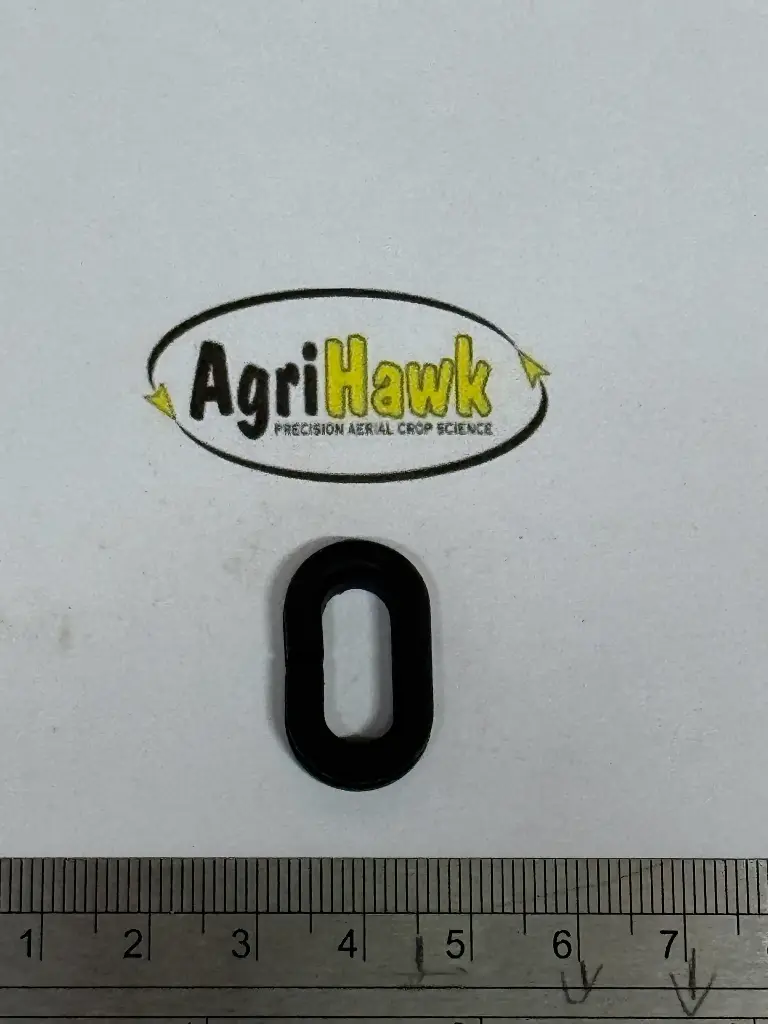 AgriHawk
PRECISION AERIAL CROP SCIENCE
1 2 3 4 5 6 7